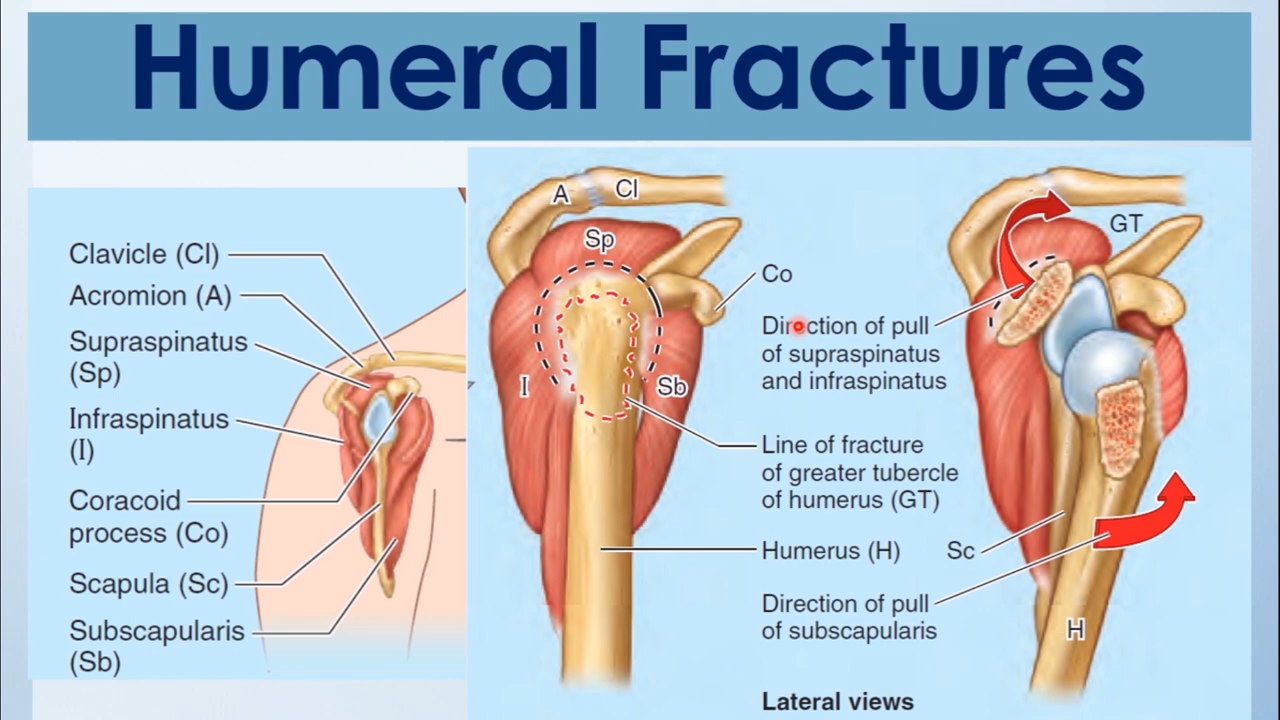 Humeral Fractures
Clavicle (Cl)
Acromion (A)
Supraspinatus
(Sp)
Infraspinatus
(I)
Coracoid
process (Co)
Scapula (Sc)
Subscapularis
(Sb)
A
Cl
Sp
I
Sb
Co
Direction of pull
of supraspinatus
and infraspinatus
Line of fracture
of greater tubercle
of humerus (GT)
Humerus (H)
Direction of pull
of subscapularis
Lateral views
GT
Sc
H